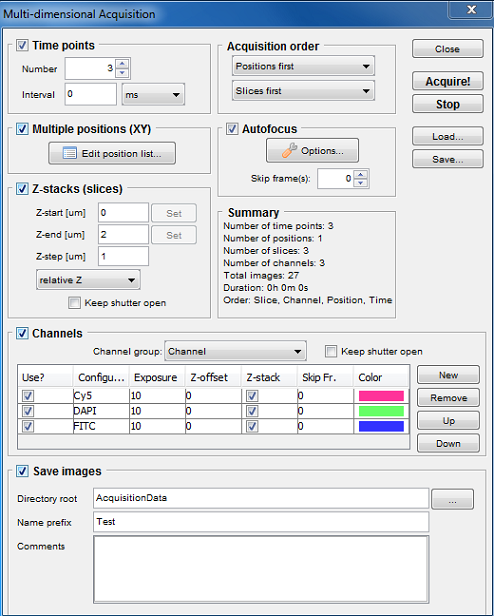 Multi-dimensional Acquisition
X
Time points
Number 3
Interval 0 ms
Acquisition order
Positions first
Slices first
Close
Acquire!
Stop
Load...
Save...
Multiple positions (XY)
Edit position list...
Autofocus
Options...
Skip frame(s): 0
Z-stacks (slices)
Z-start [um] 0 Set
Z-end [um] 2 Set
Z-step [um] 1
relative Z
Keep shutter open
Summary
Number of time points: 3
Number of positions: 1
Number of slices: 3
Number of channels: 3
Total images: 27
Duration: 0h 0m 0s
Order: Slice, Channel, Position, Time
Channels
Channel group: Channel Keep shutter open
Use? Configu... Exposure Z-offset Z-stack Skip Fr. Color
Cy5 10 0 0
DAPI 10 0 0
FITC 10 0 0
New
Remove
Up
Down
Save images
Directory root AcquisitionData ...
Name prefix Test
Comments